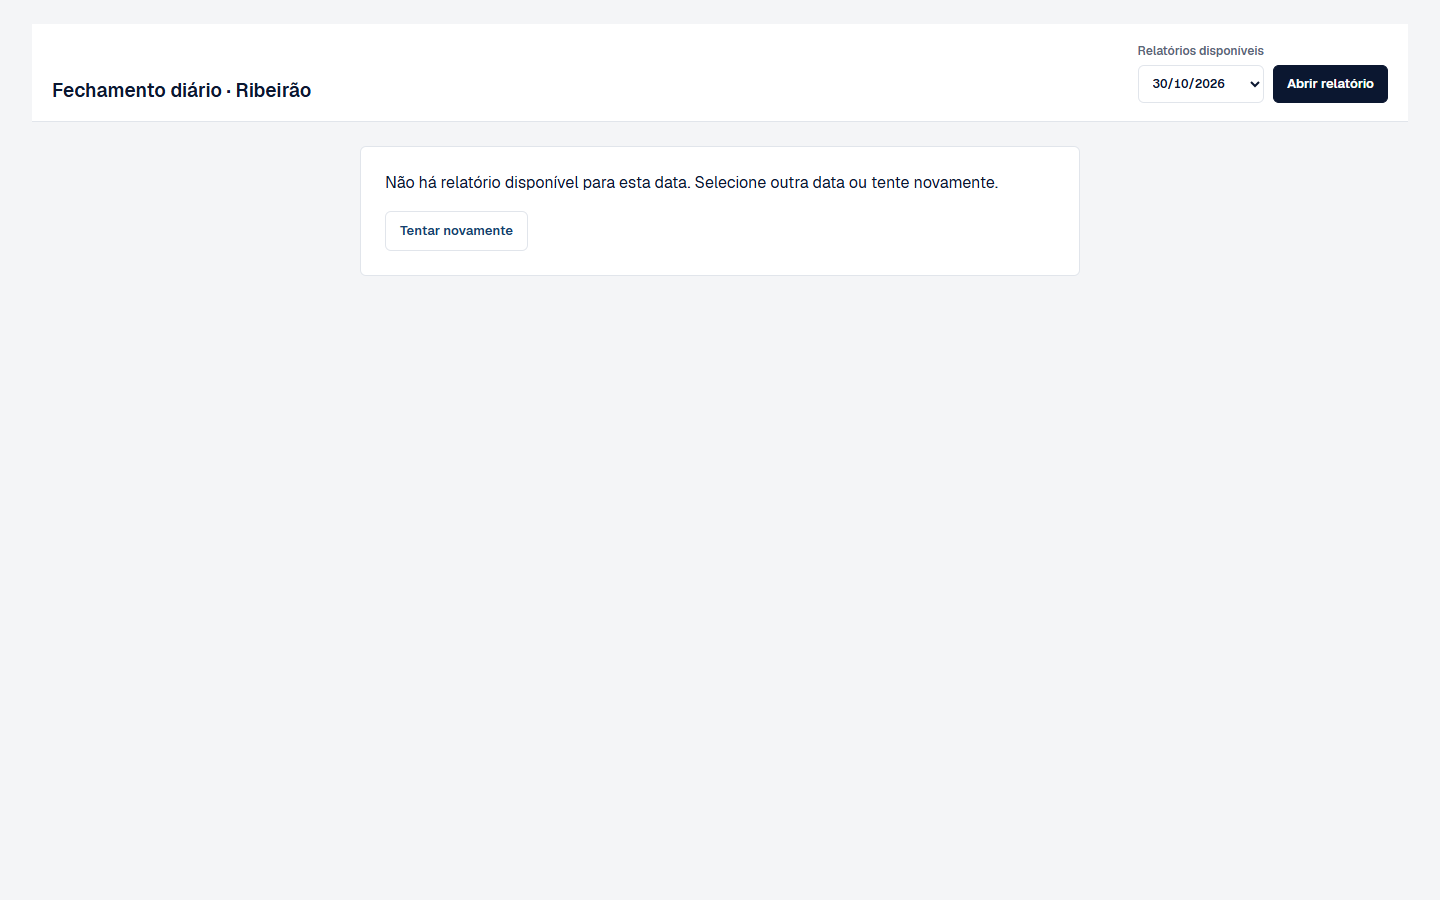 Fechamento diário · Ribeirão
Relatórios disponíveis
30/10/2026
Abrir relatório
Não há relatório disponível para esta data. Selecione outra data ou tente novamente.
Tentar novamente